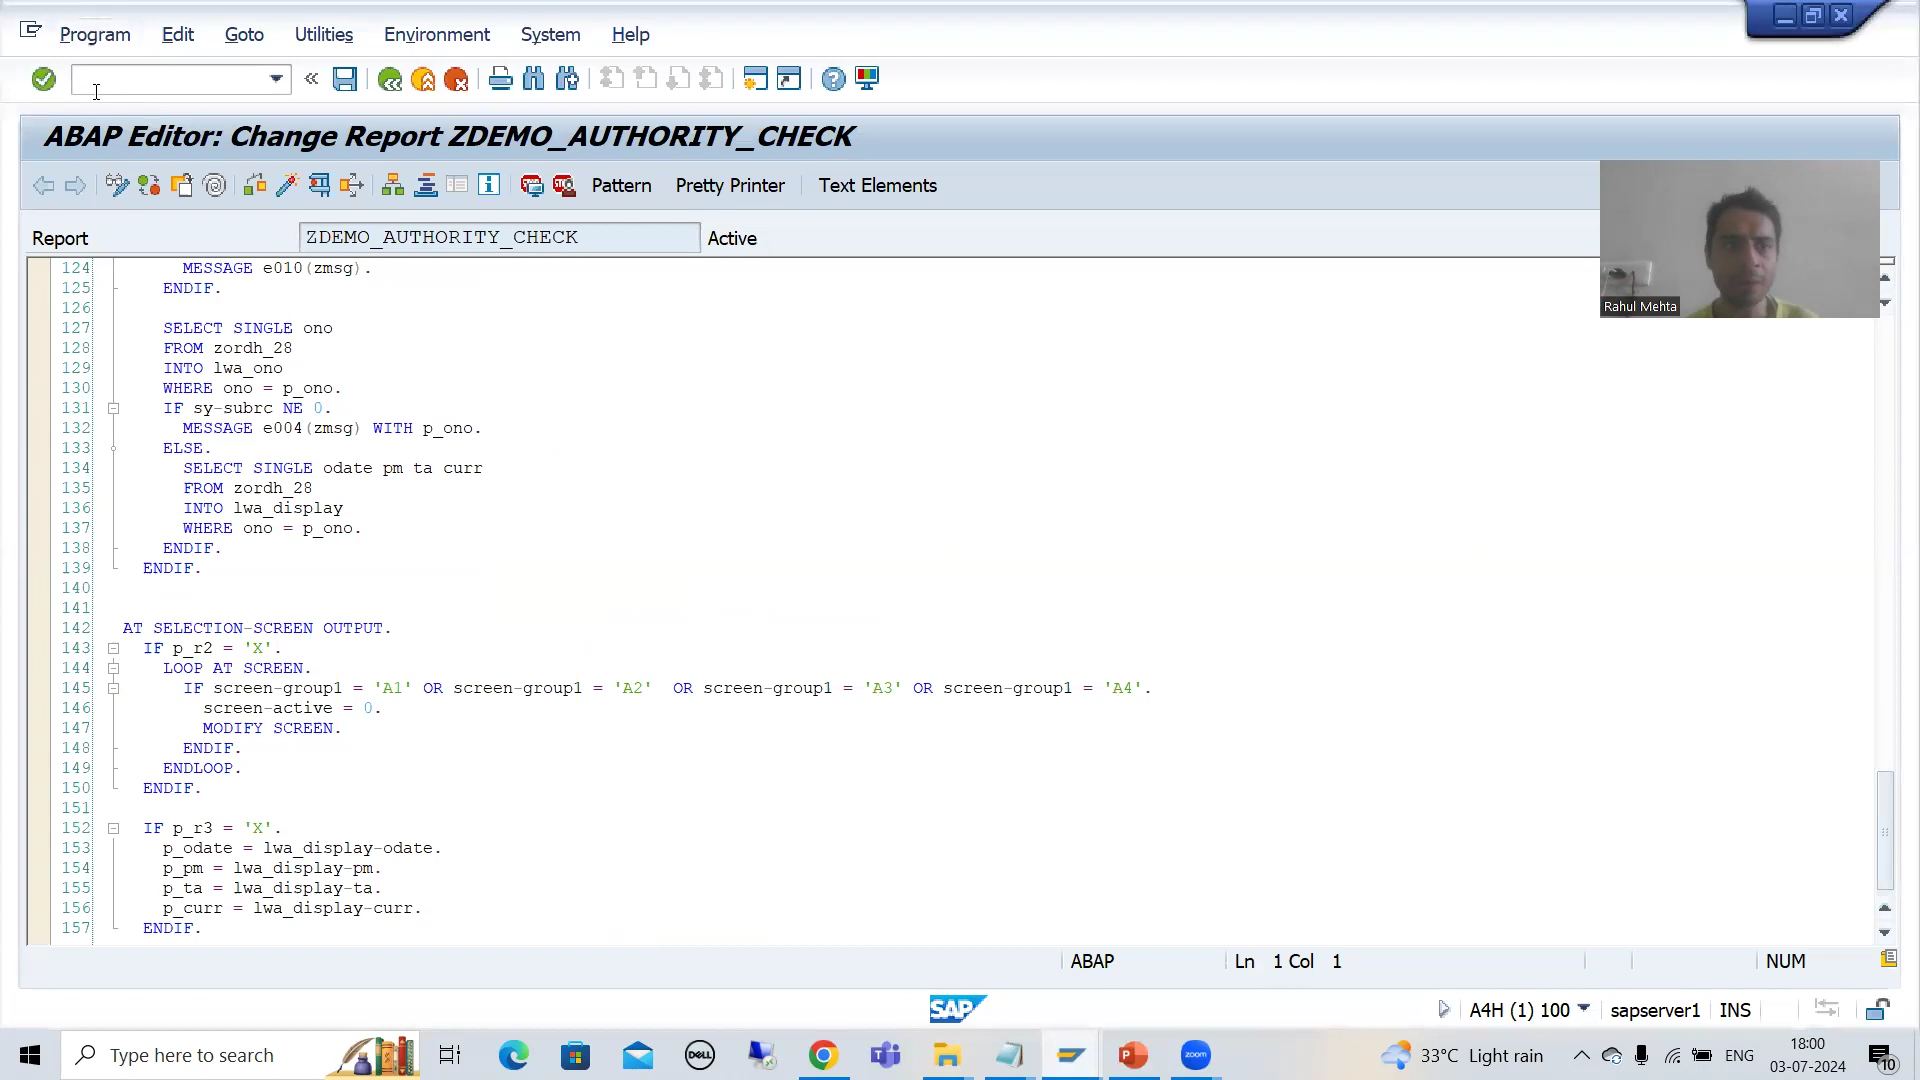 Program Edit Goto Utilities Environment System Help
ABAP Editor: Change Report ZDEMO_AUTHORITY_CHECK
Pattern Pretty Printer Text Elements
Report ZDEMO_AUTHORITY_CHECK Active
Rahul Mehta
124 MESSAGE e010(zmsg).
125 ENDIF.
126
127 SELECT SINGLE ono
128 FROM zordh_28
129 INTO lwa_ono
130 WHERE ono = p_ono.
131 IF sy-subrc NE 0.
132 MESSAGE e004(zmsg) WITH p_ono.
133 ELSE.
134 SELECT SINGLE odate pm ta curr
135 FROM zordh_28
136 INTO lwa_display
137 WHERE ono = p_ono.
138 ENDIF.
139 ENDIF.
140
141
142 AT SELECTION-SCREEN OUTPUT.
143 IF p_r2 = 'X'.
144 LOOP AT SCREEN.
145 IF screen-group1 = 'A1' OR screen-group1 = 'A2' OR screen-group1 = 'A3' OR screen-group1 = 'A4'.
146 screen-active = 0.
147 MODIFY SCREEN.
148 ENDIF.
149 ENDLOOP.
150 ENDIF.
151
152 IF p_r3 = 'X'.
153 p_odate = lwa_display-odate.
154 p_pm = lwa_display-pm.
155 p_ta = lwa_display-ta.
156 p_curr = lwa_display-curr.
157 ENDIF.
ABAP Ln 1 Col 1 NUM
SAP A4H (1) 100 sapserver1 INS
Type here to search DELL zoom 33°C Light rain ENG 18:00
03-07-2024 10